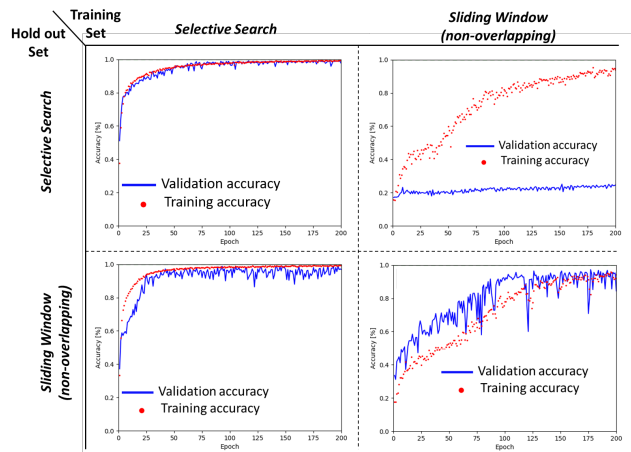 Training
Set
Hold out
Set
Selective Search
Sliding Window
(non-overlapping)
Selective Search
Accuracy [%]
1.0
0.8
0.6
0.4
0.2
0.0
Validation accuracy
Training accuracy
0 25 50 75 100 125 150 175 200
Epoch
Accuracy [%]
1.0
0.8
0.6
0.4
0.2
0.0
Validation accuracy
Training accuracy
0 25 50 75 100 125 150 175 200
Epoch
Sliding Window
(non-overlapping)
Accuracy [%]
1.0
0.8
0.6
0.4
0.2
0.0
Validation accuracy
Training accuracy
0 25 50 75 100 125 150 175 200
Epoch
Accuracy [%]
1.0
0.8
0.6
0.4
0.2
0.0
Validation accuracy
Training accuracy
0 25 50 75 100 125 150 175 200
Epoch